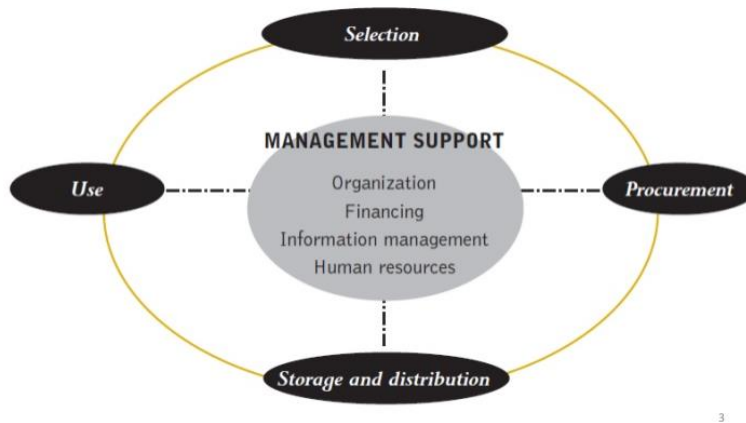 Selection
MANAGEMENT SUPPORT
Use
Organization
Financing
Information management
Human resources
Procurement
Storage and distribution
3